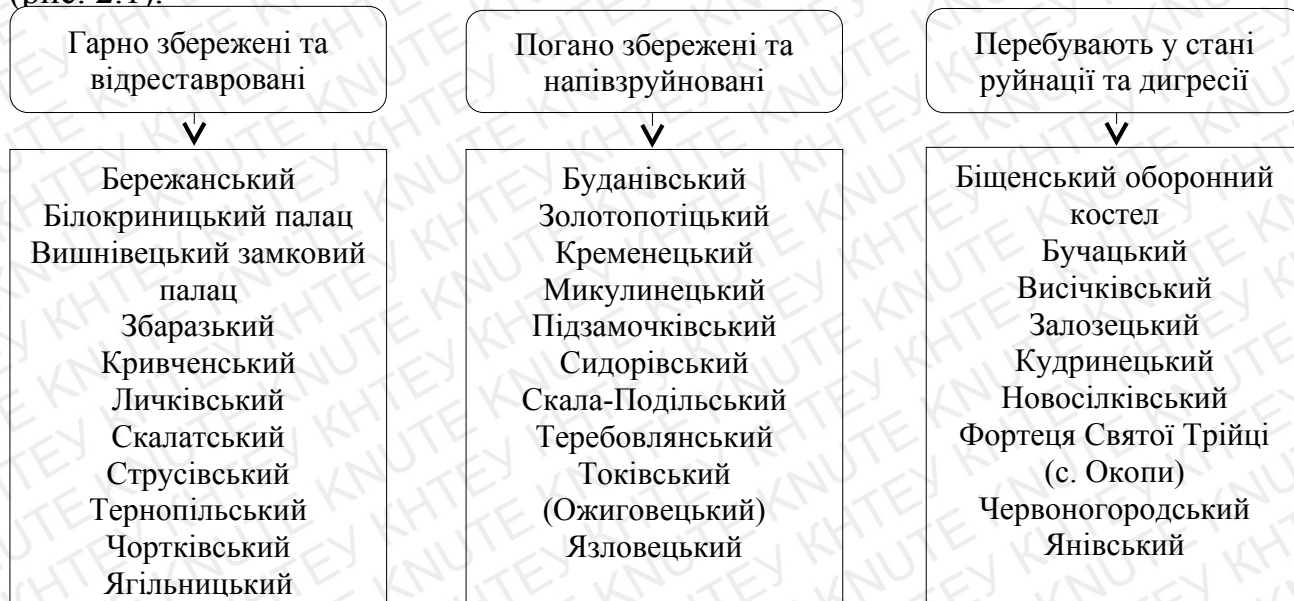 (рис. 2.1).
Гарно збережені та
відреставровані
Бережанський
Білокриницький палац
Вишнівецький замковий
палац
Збаразький
Кривченський
Личківський
Скалатський
Струсівський
Тернопільський
Чортківський
Ягільницький
Погано збережені та
напівзруйновані
Буданівський
Золотопотіцький
Кременецький
Микулинецький
Підзамочківський
Сидорівський
Скала-Подільський
Теребовлянський
Токівський
(Ожиговецький)
Язловецький
Перебувають у стані
руйнації та дигресії
Біщенський оборонний
костел
Бучацький
Висічківський
Залозецький
Кудринецький
Новосілківський
Фортеця Святої Трійці
(с. Окопи)
Червоногородський
Янівський